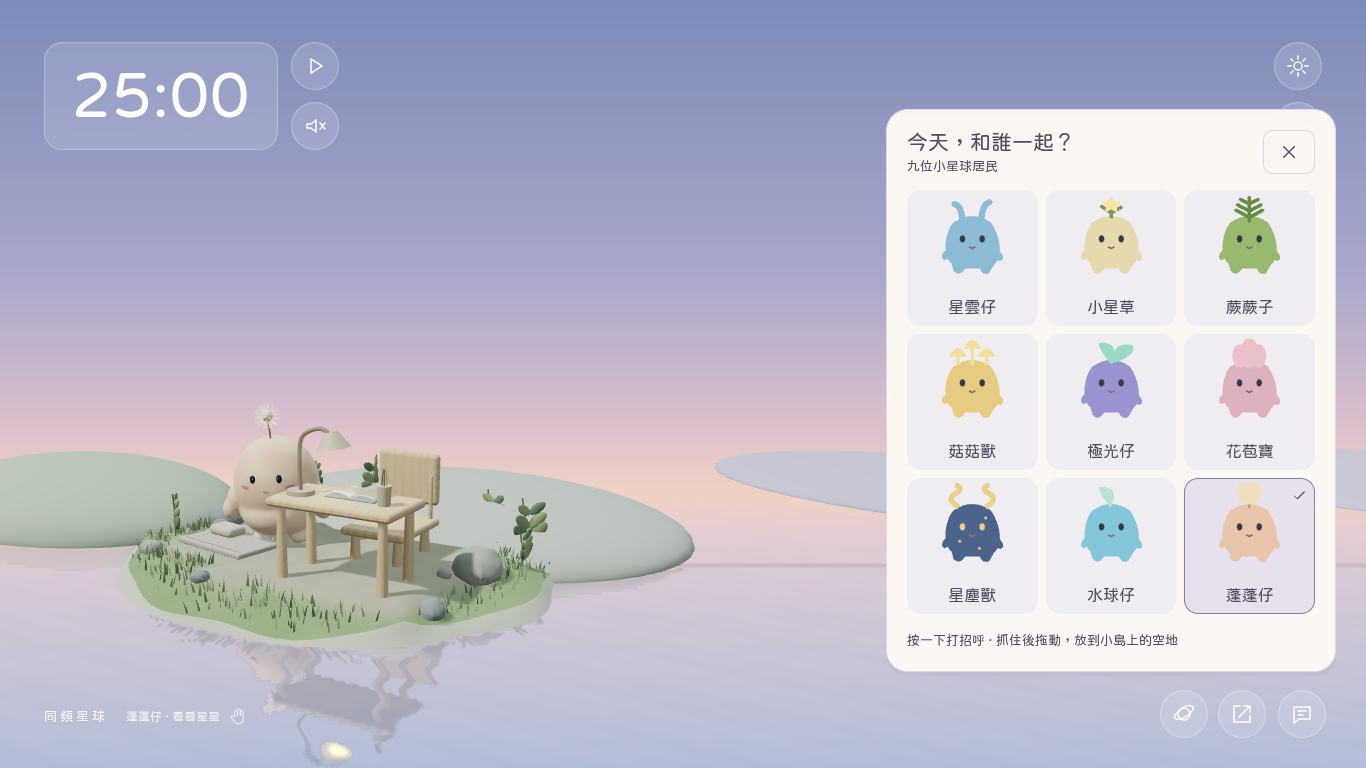 25:00
今天，和誰一起？
九位小星球居民
星雲仔
小星草
蕨蕨子
菇菇獸
極光仔
花苞寶
星塵獸
水球仔
蓬蓬仔
按一下打招呼 · 抓住後拖動，放到小島上的空地
同頻星球
蓬蓬仔 · 看看星星